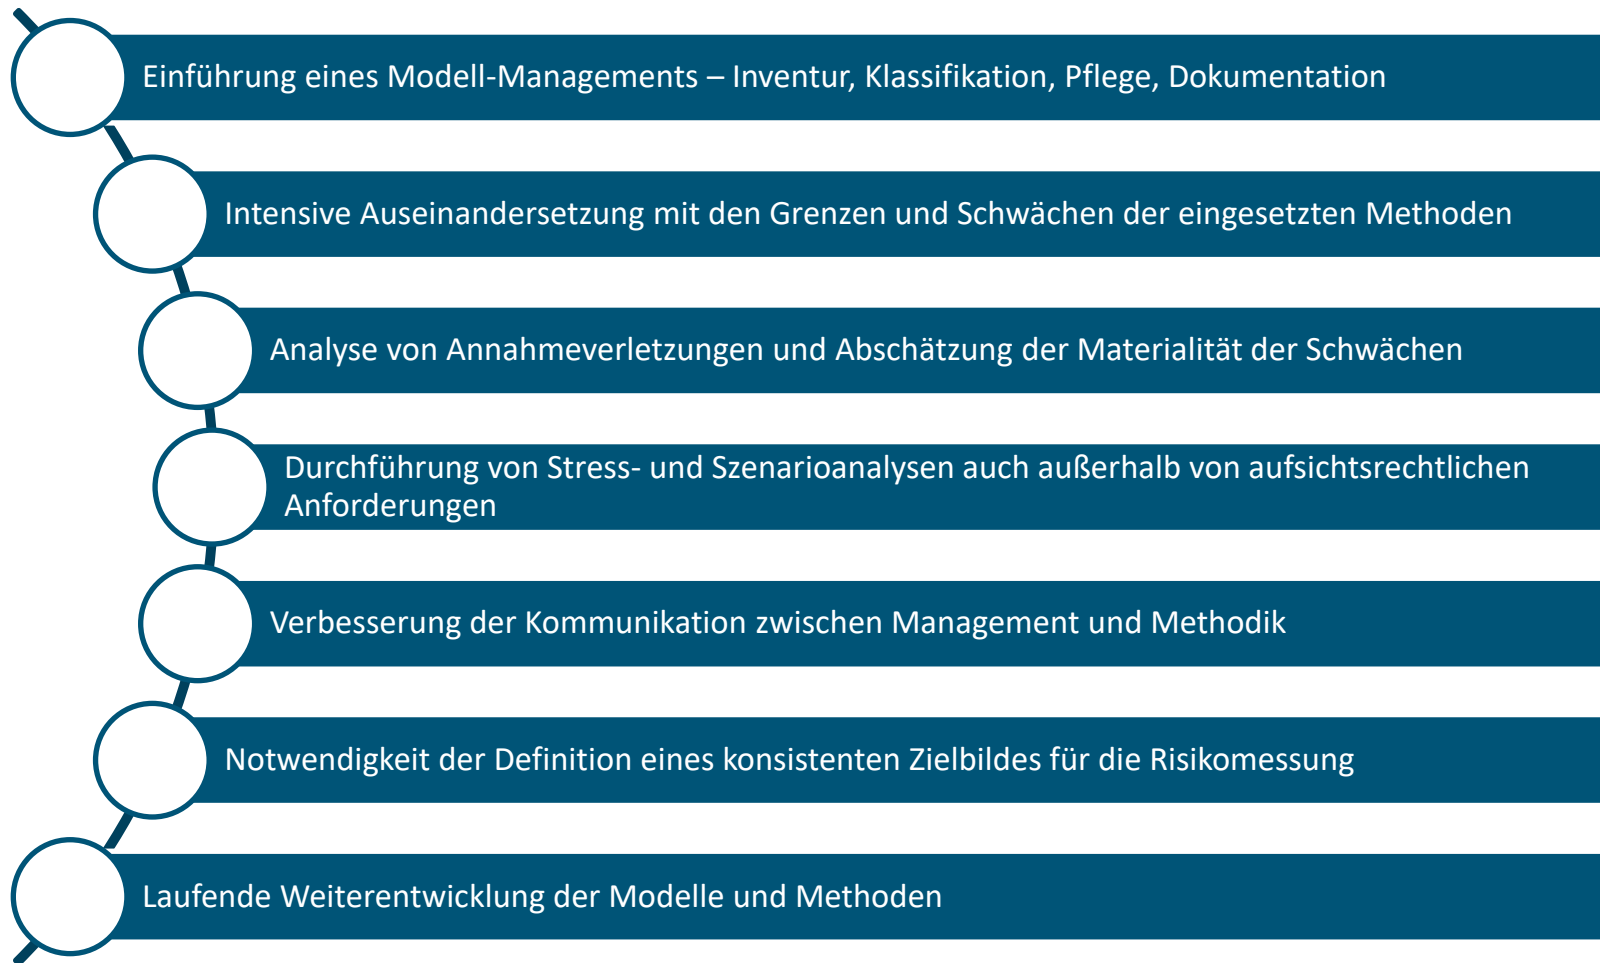 Einführung eines Modell-Managements – Inventur, Klassifikation, Pflege, Dokumentation
Intensive Auseinandersetzung mit den Grenzen und Schwächen der eingesetzten Methoden
Analyse von Annahmeverletzungen und Abschätzung der Materialität der Schwächen
Durchführung von Stress- und Szenarioanalysen auch außerhalb von aufsichtsrechtlichen
Anforderungen
Verbesserung der Kommunikation zwischen Management und Methodik
Notwendigkeit der Definition eines konsistenten Zielbildes für die Risikomessung
Laufende Weiterentwicklung der Modelle und Methoden